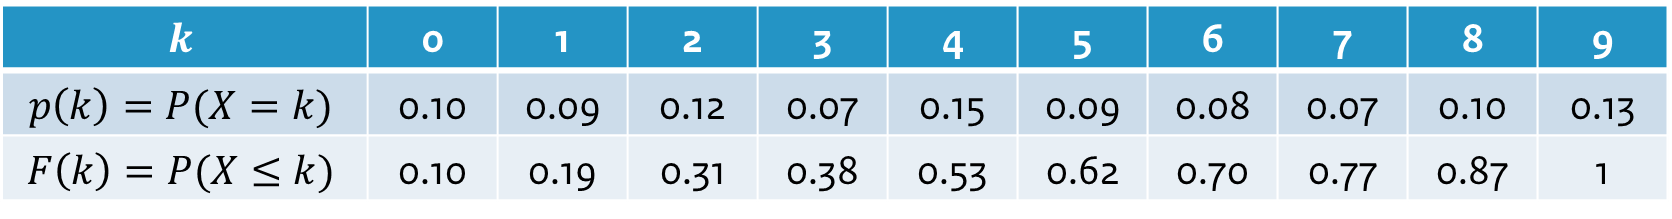 k 0 1 2 3 4 5 6 7 8 9
p(k) = P(X = k) 0.10 0.09 0.12 0.07 0.15 0.09 0.08 0.07 0.10 0.13
F(k) = P(X ≤ k) 0.10 0.19 0.31 0.38 0.53 0.62 0.70 0.77 0.87 1